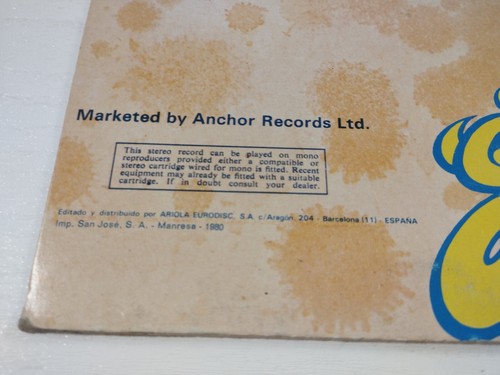 Marketed by Anchor Records Ltd.
This stereo record can be played on mono
reproducers provided either a compatible or
stereo cartridge wired for mono is fitted. Recent
equipment may already be fitted with a suitable
cartridge. If in doubt consult your dealer.
Editado y distribuido por ARIOLA EURODISC, S.A. c/Aragón, 204 - Barcelona (11) - ESPAÑA
Imp. San José, S. A. - Manresa - 1980